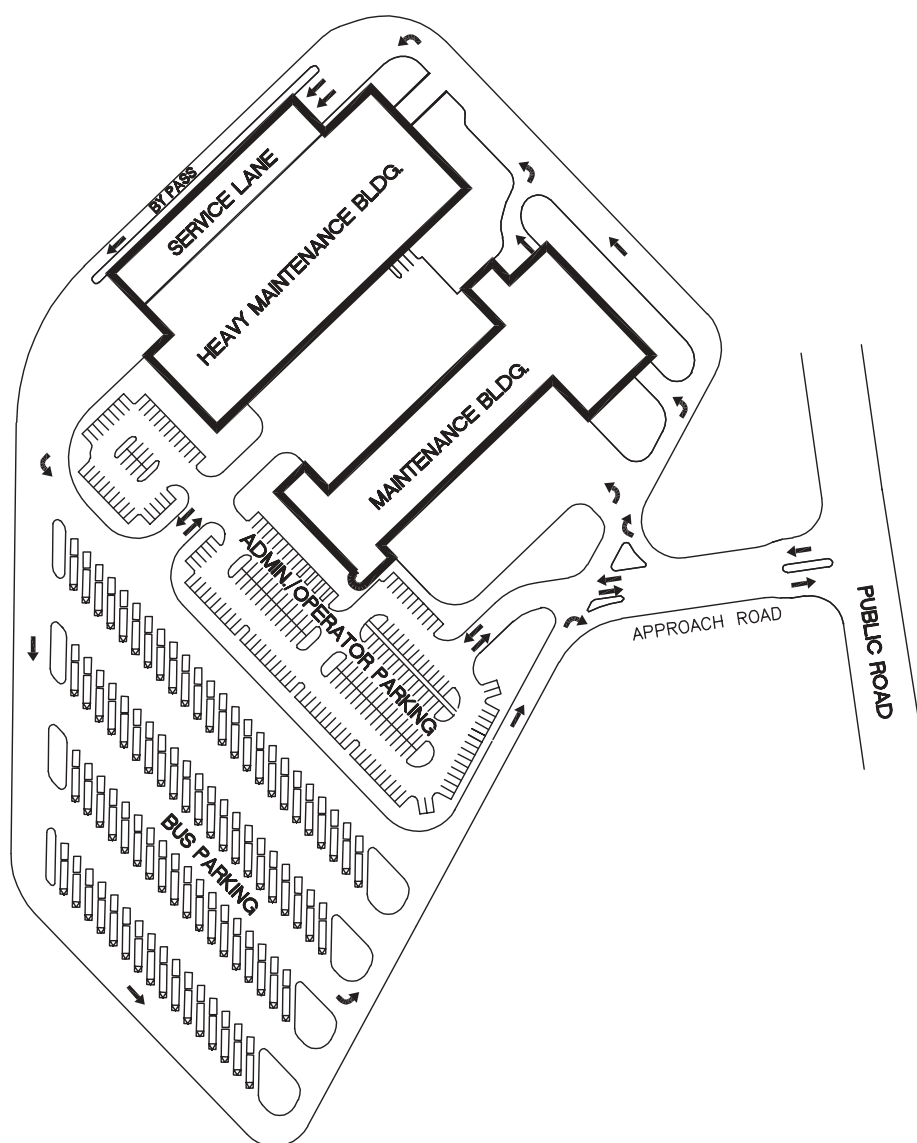 BY PASS
SERVICE LANE
HEAVY MAINTENANCE BLDG.
MAINTENANCE BLDG.
ADMIN./OPERATOR PARKING
APPROACH ROAD
PUBLIC ROAD
BUS PARKING